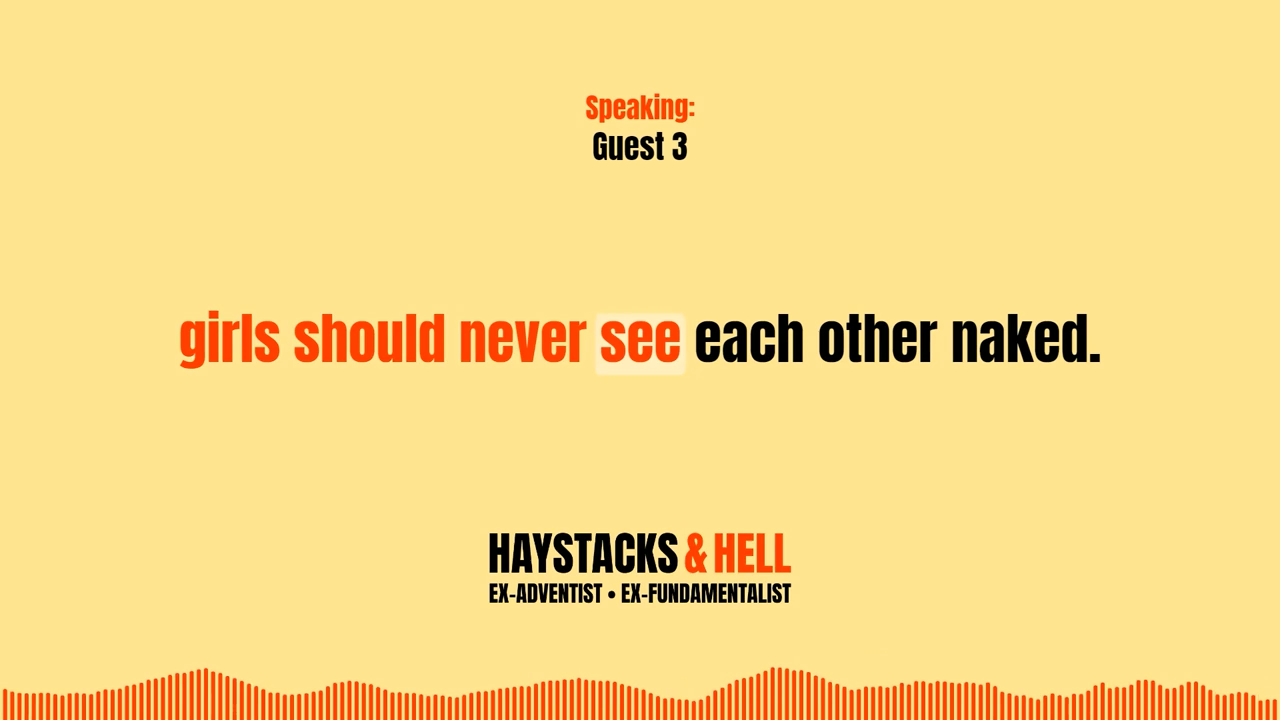 Speaking:
Guest 3
girls should never see each other naked.
HAYSTACKS & HELL
EX-ADVENTIST • EX-FUNDAMENTALIST